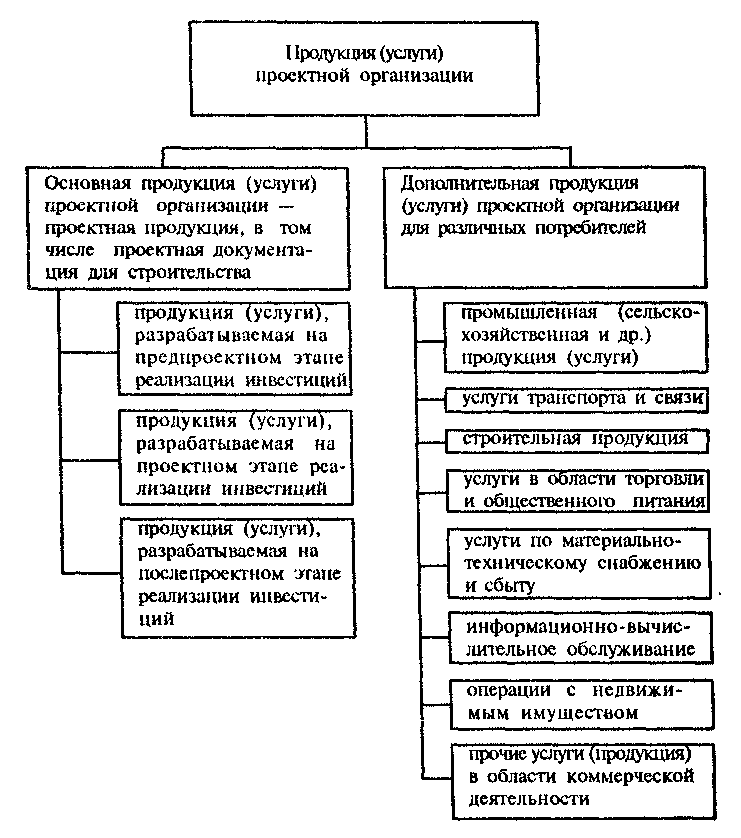 Продукция (услуги)
проектной организации
Основная продукция (услуги)
проектной организации —
проектная продукция, в том
числе проектная документа-
ция для строительства
продукция (услуги),
разрабатываемая на
предпроектном этапе
реализации инвестиций
продукция (услуги),
разрабатываемая на
проектном этапе реа-
лизации инвестиций
продукция (услуги),
разрабатываемая на
послепроектном этапе
реализации инвести-
ций
Дополнительная продукция
(услуги) проектной организации
для различных потребителей
промышленная (сельско-
хозяйственная и др.)
продукция (услуги)
услуги транспорта и связи
строительная продукция
услуги в области торговли
и общественного питания
услуги по материально-
техническому снабжению
и сбыту
информационно-вычис-
лительное обслуживание
операции с недвижи-
мым имуществом
прочие услуги (продукция)
в области коммерческой
деятельности